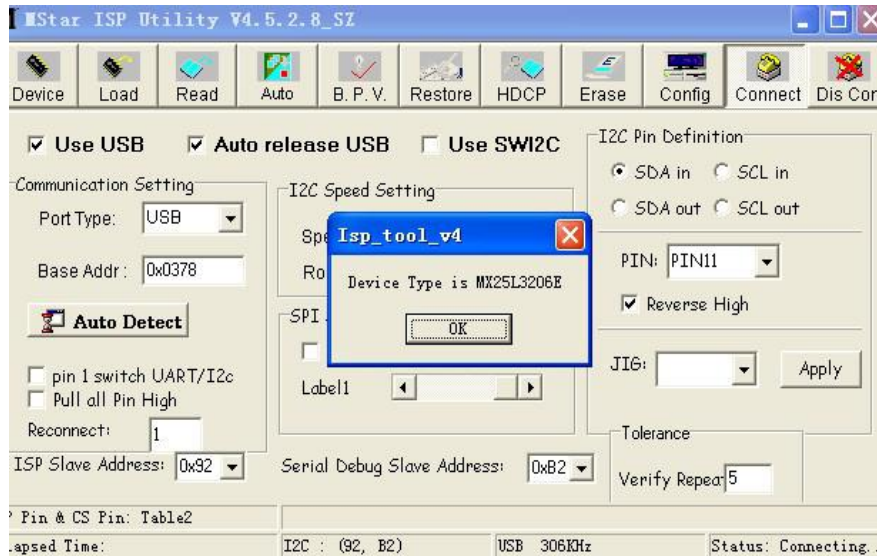 MStar ISP Utility V4.5.2.8_SZ
Device Load Read Auto B.P.V. Restore HDCP Erase Config Connect Dis Con
Use USB Auto release USB Use SWI2C
Communication Setting
Port Type: USB
Base Addr: 0x0378
Auto Detect
pin 1 switch UART/I2c
Pull all Pin High
Reconnect: 1
I2C Speed Setting
Spe
Ro
SPI
Label1
Isp_tool_v4
Device Type is MX25L3206E
OK
I2C Pin Definition
SDA in SCL in
SDA out SCL out
PIN: PIN11
Reverse High
JIG: Apply
Tolerance
Verify Repear 5
ISP Slave Address: 0x92 Serial Debug Slave Address: 0xB2
Pin & CS Pin: Table2
apsed Time: I2C : (92, B2) USB 306KHz Status: Connecting.